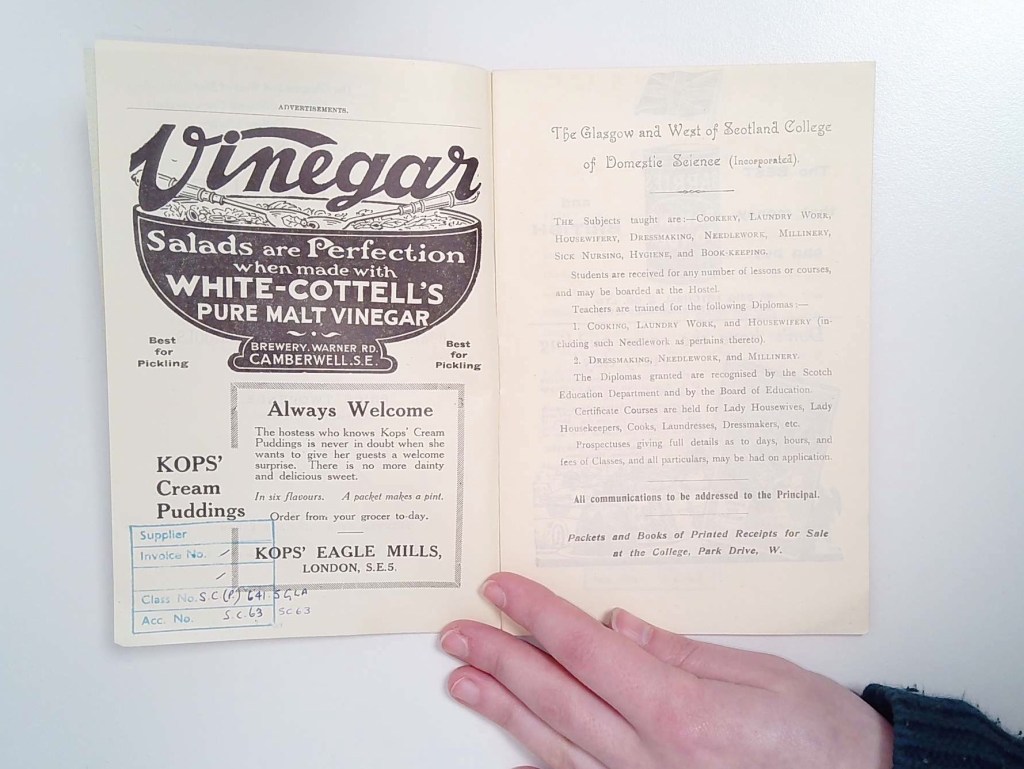 ADVERTISEMENTS.
Vinegar
Salads are Perfection
when made with
WHITE-COTTELL'S
PURE MALT VINEGAR
BREWERY. WARNER RD.
CAMBERWELL.S.E.
Best
for
Pickling
Best
for
Pickling
KOPS'
Cream
Puddings
Always Welcome
The hostess who knows Kops' Cream
Puddings is never in doubt when she
wants to give her guests a welcome
surprise. There is no more dainty
and delicious sweet.
In six flavours. A packet makes a pint.
Order from your grocer to-day.
KOPS' EAGLE MILLS,
LONDON, S.E.5.
Supplier
Invoice No. /
/
Class No. S.C (P.) 641.5 GLA
Acc. No. S.C.63 SC63
The Glasgow and West of Scotland College
of Domestic Science (Incorporated).
THE Subjects taught are:—COOKERY, LAUNDRY WORK,
HOUSEWIFERY, DRESSMAKING, NEEDLEWORK, MILLINERY,
SICK NURSING, HYGIENE, and BOOK-KEEPING.
Students are received for any number of lessons or courses,
and may be boarded at the Hostel.
Teachers are trained for the following Diplomas:—
1. COOKING, LAUNDRY WORK, and HOUSEWIFERY (in-
cluding such Needlework as pertains thereto).
2. DRESSMAKING, NEEDLEWORK, and MILLINERY.
The Diplomas granted are recognised by the Scotch
Education Department and by the Board of Education.
Certificate Courses are held for Lady Housewives, Lady
Housekeepers, Cooks, Laundresses, Dressmakers, etc.
Prospectuses giving full details as to days, hours, and
fees of Classes, and all particulars, may be had on application.
All communications to be addressed to the Principal.
Packets and Books of Printed Receipts for Sale
at the College, Park Drive, W.